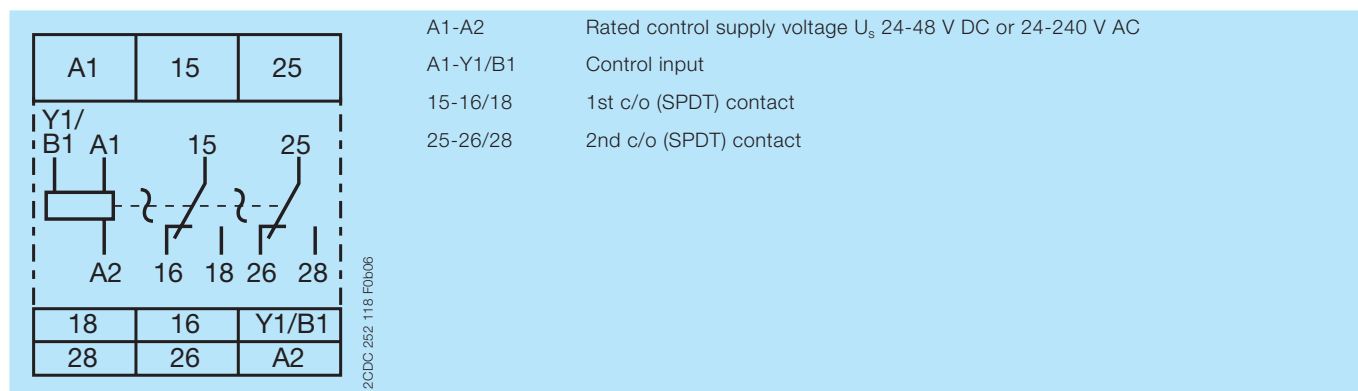 A1 15 25
Y1/
B1 A1 15 25
A2 16 18 26 28
18 16 Y1/B1
28 26 A2
2CDC 252 118 F0b06
A1-A2 Rated control supply voltage Us 24-48 V DC or 24-240 V AC
A1-Y1/B1 Control input
15-16/18 1st c/o (SPDT) contact
25-26/28 2nd c/o (SPDT) contact